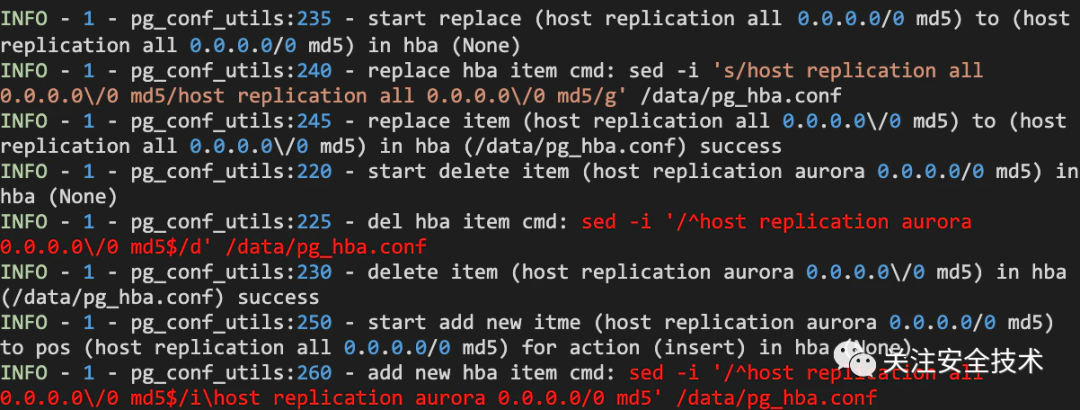 INFO - 1 - pg_conf_utils:235 - start replace (host replication all 0.0.0.0/0 md5) to (host
replication all 0.0.0.0/0 md5) in hba (None)
INFO - 1 - pg_conf_utils:240 - replace hba item cmd: sed -i 's/host replication all
0.0.0.0\/0 md5/host replication all 0.0.0.0\/0 md5/g' /data/pg_hba.conf
INFO - 1 - pg_conf_utils:245 - replace item (host replication all 0.0.0.0\/0 md5) to (host
replication all 0.0.0.0\/0 md5) in hba (/data/pg_hba.conf) success
INFO - 1 - pg_conf_utils:220 - start delete item (host replication aurora 0.0.0.0/0 md5) in
hba (None)
INFO - 1 - pg_conf_utils:225 - del hba item cmd: sed -i '/^host replication aurora
0.0.0.0\/0 md5$/d' /data/pg_hba.conf
INFO - 1 - pg_conf_utils:230 - delete item (host replication aurora 0.0.0.0\/0 md5) in hba
(/data/pg_hba.conf) success
INFO - 1 - pg_conf_utils:250 - start add new itme (host replication aurora 0.0.0.0/0 md5)
to pos (host replication all 0.0.0.0/0 md5) for action (insert) in hba (None)
INFO - 1 - pg_conf_utils:260 - add new hba item cmd: sed -i '/^host replication all
0.0.0.0\/0 md5$/i\host replication aurora 0.0.0.0/0 md5' /data/pg_hba.conf
关注安全技术